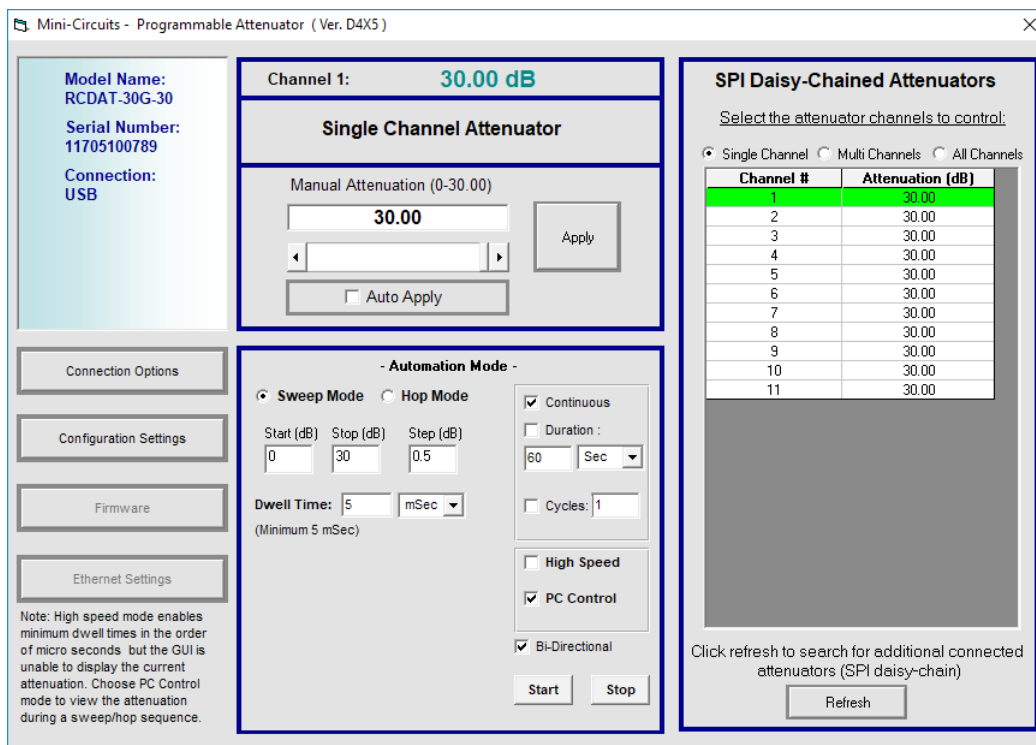 Mini-Circuits - Programmable Attenuator ( Ver. D4X5 )
Model Name:
RCDAT-30G-30
Serial Number:
11705100789
Connection:
USB
Connection Options
Configuration Settings
Firmware
Ethernet Settings
Note: High speed mode enables
minimum dwell times in the order
of micro seconds but the GUI is
unable to display the current
attenuation. Choose PC Control
mode to view the attenuation
during a sweep/hop sequence.
Channel 1: 30.00 dB
Single Channel Attenuator
Manual Attenuation (0-30.00)
30.00
Apply
Auto Apply
- Automation Mode -
Sweep Mode Hop Mode
Start (dB) Stop (dB) Step (dB)
0 30 0.5
Dwell Time: 5 mSec
(Minimum 5 mSec)
Continuous
Duration :
60 Sec
Cycles: 1
High Speed
PC Control
Bi-Directional
Start Stop
SPI Daisy-Chained Attenuators
Select the attenuator channels to control:
Single Channel Multi Channels All Channels
Channel # Attenuation (dB)
1 30.00
2 30.00
3 30.00
4 30.00
5 30.00
6 30.00
7 30.00
8 30.00
9 30.00
10 30.00
11 30.00
Click refresh to search for additional connected
attenuators (SPI daisy-chain)
Refresh